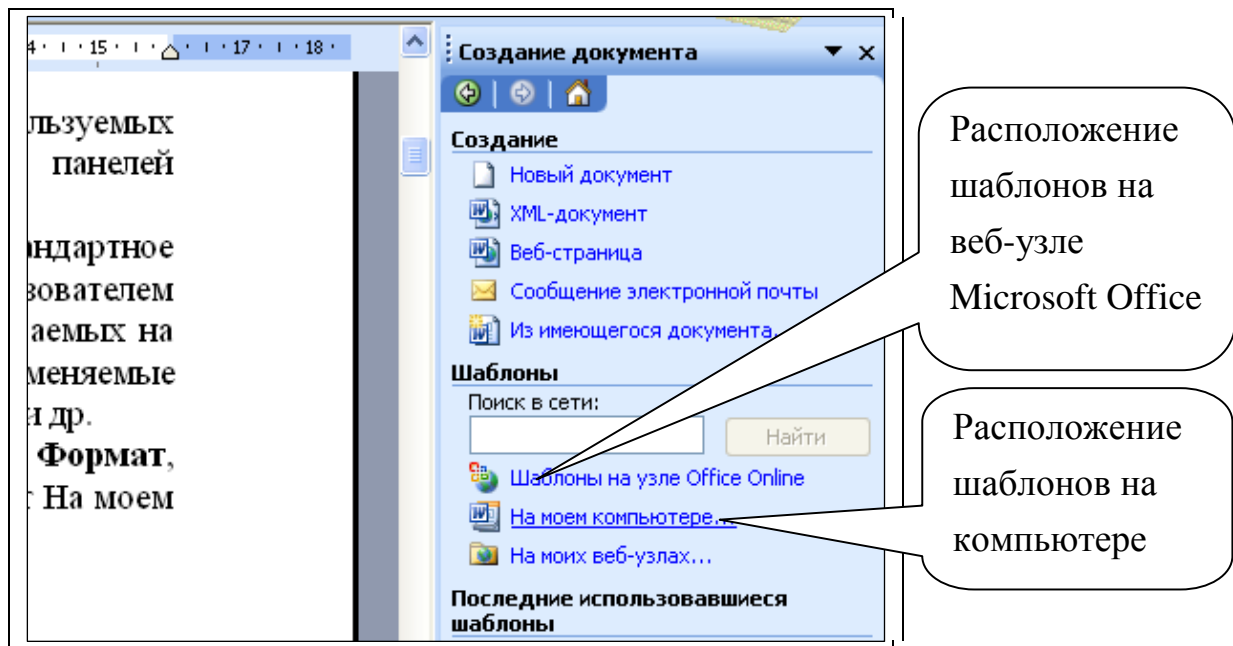 4 · 15 · 17 · 18
льзуемых
панелей
андартное
зователем
аемых на
меняемые
и др.
Формат,
т На моем
Создание документа
Создание
Новый документ
XML-документ
Веб-страница
Сообщение электронной почты
Из имеющегося документа...
Шаблоны
Поиск в сети:
Найти
Шаблоны на узле Office Online
На моем компьютере...
На моих веб-узлах...
Последние использовавшиеся
шаблоны
Расположение
шаблонов на
веб-узле
Microsoft Office
Расположение
шаблонов на
компьютере